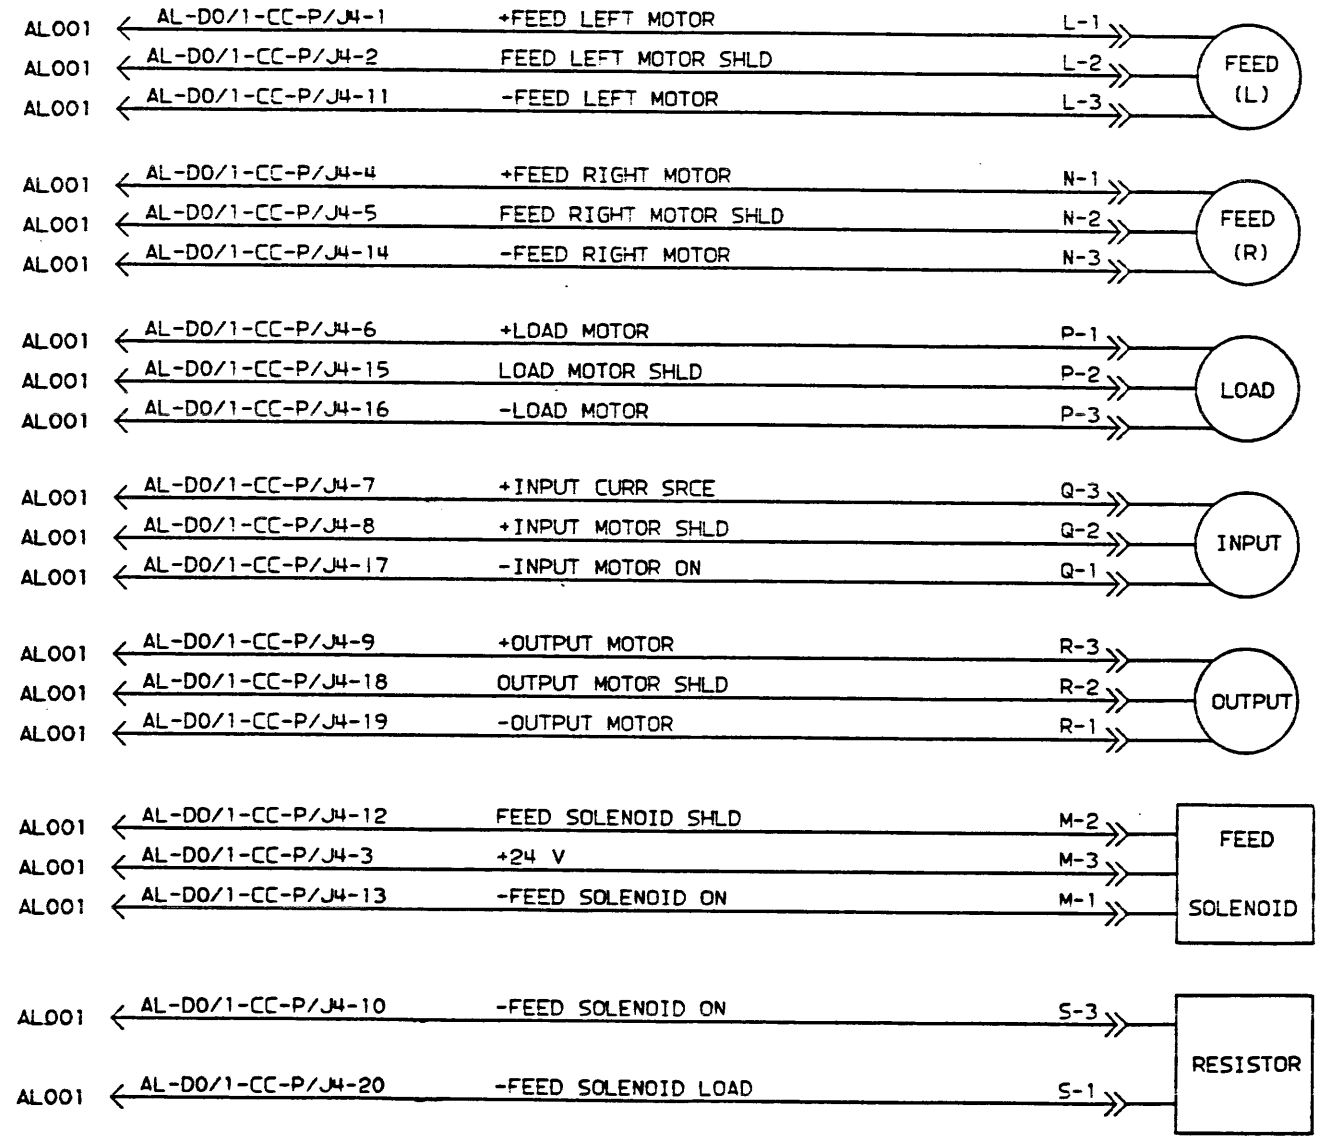 AL001 AL-D0/1-CC-P/J4-1 +FEED LEFT MOTOR L-1
AL001 AL-D0/1-CC-P/J4-2 FEED LEFT MOTOR SHLD L-2
AL001 AL-D0/1-CC-P/J4-11 -FEED LEFT MOTOR L-3
FEED
(L)
AL001 AL-D0/1-CC-P/J4-4 +FEED RIGHT MOTOR N-1
AL001 AL-D0/1-CC-P/J4-5 FEED RIGHT MOTOR SHLD N-2
AL001 AL-D0/1-CC-P/J4-14 -FEED RIGHT MOTOR N-3
FEED
(R)
AL001 AL-D0/1-CC-P/J4-6 +LOAD MOTOR P-1
AL001 AL-D0/1-CC-P/J4-15 LOAD MOTOR SHLD P-2
AL001 AL-D0/1-CC-P/J4-16 -LOAD MOTOR P-3
LOAD
AL001 AL-D0/1-CC-P/J4-7 +INPUT CURR SRCE Q-3
AL001 AL-D0/1-CC-P/J4-8 +INPUT MOTOR SHLD Q-2
AL001 AL-D0/1-CC-P/J4-17 -INPUT MOTOR ON Q-1
INPUT
AL001 AL-D0/1-CC-P/J4-9 +OUTPUT MOTOR R-3
AL001 AL-D0/1-CC-P/J4-18 OUTPUT MOTOR SHLD R-2
AL001 AL-D0/1-CC-P/J4-19 -OUTPUT MOTOR R-1
OUTPUT
AL001 AL-D0/1-CC-P/J4-12 FEED SOLENOID SHLD M-2
AL001 AL-D0/1-CC-P/J4-3 +24 V M-3
AL001 AL-D0/1-CC-P/J4-13 -FEED SOLENOID ON M-1
FEED
SOLENOID
AL001 AL-D0/1-CC-P/J4-10 -FEED SOLENOID ON S-3
AL001 AL-D0/1-CC-P/J4-20 -FEED SOLENOID LOAD S-1
RESISTOR